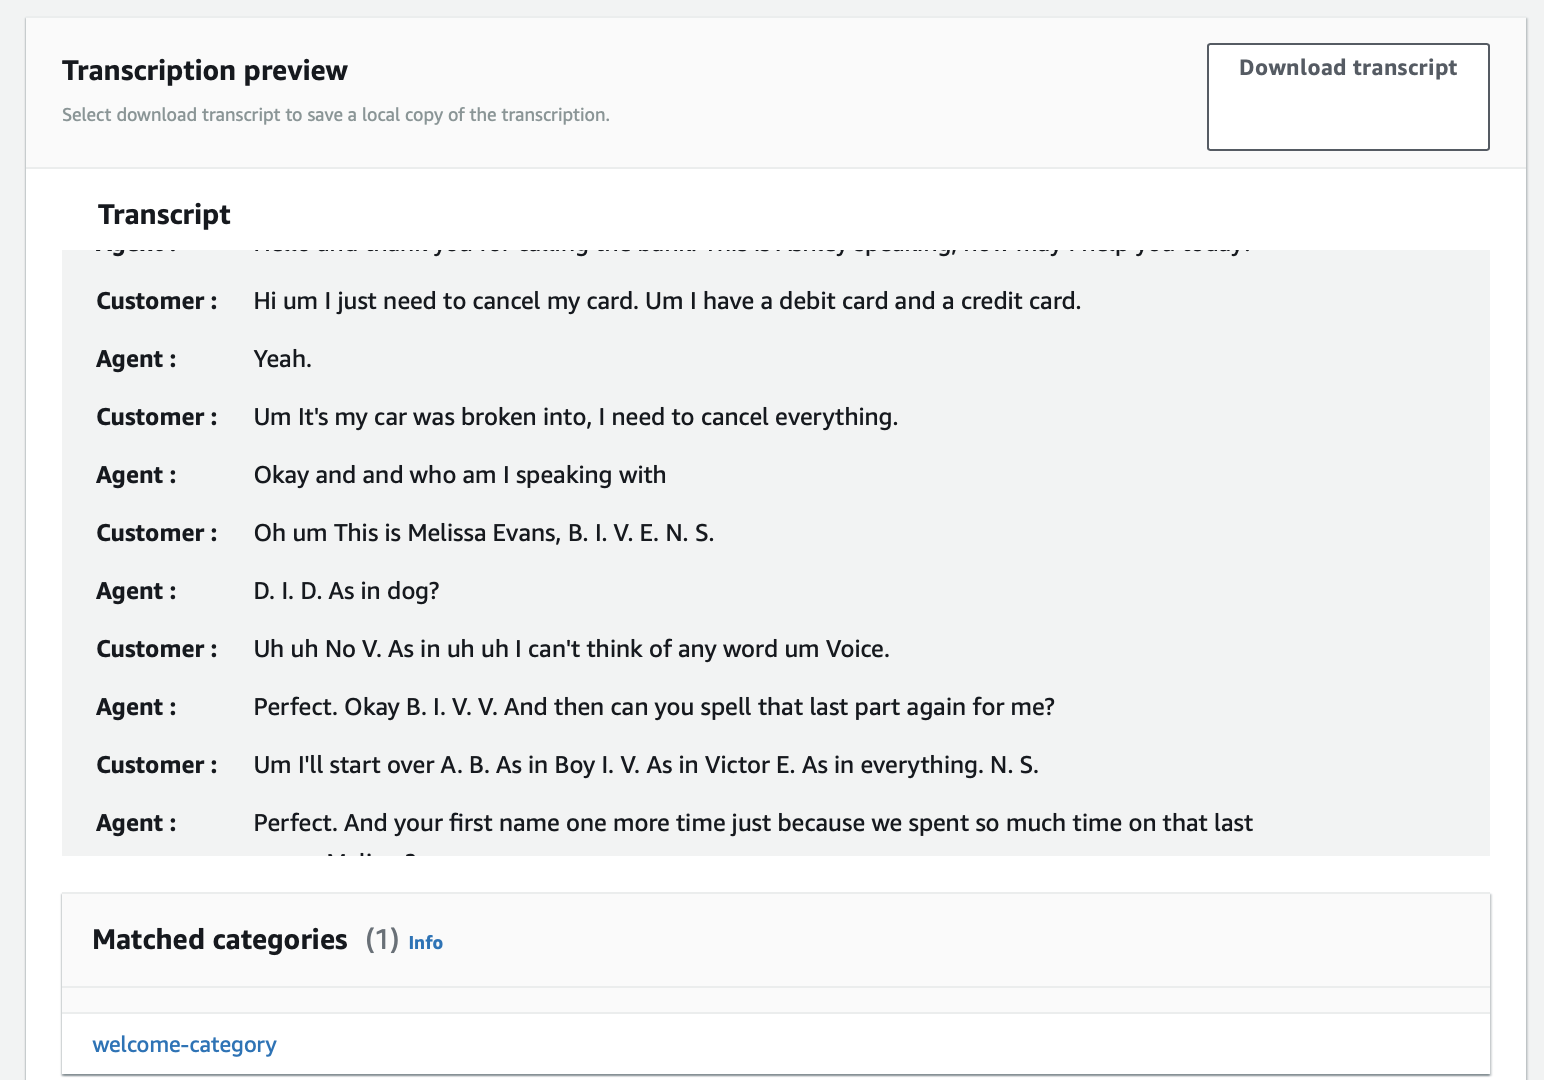 Transcription preview
Download transcript
Select download transcript to save a local copy of the transcription.
Transcript
Customer : Hi um I just need to cancel my card. Um I have a debit card and a credit card.
Agent : Yeah.
Customer : Um It's my car was broken into, I need to cancel everything.
Agent : Okay and and who am I speaking with
Customer : Oh um This is Melissa Evans, B. I. V. E. N. S.
Agent : D. I. D. As in dog?
Customer : Uh uh No V. As in uh uh I can't think of any word um Voice.
Agent : Perfect. Okay B. I. V. V. And then can you spell that last part again for me?
Customer : Um I'll start over A. B. As in Boy I. V. As in Victor E. As in everything. N. S.
Agent : Perfect. And your first name one more time just because we spent so much time on that last
Matched categories (1) Info
welcome-category